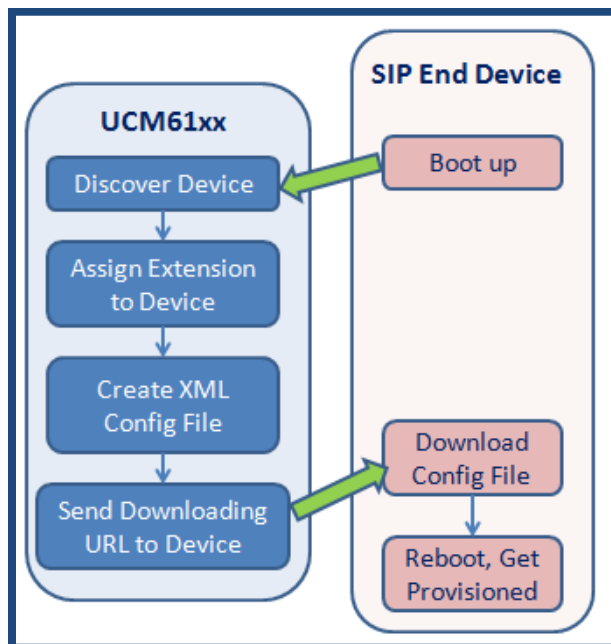 UCM61xx
Discover Device
Assign Extension
to Device
Create XML
Config File
Send Downloading
URL to Device
SIP End Device
Boot up
Download
Config File
Reboot, Get
Provisioned